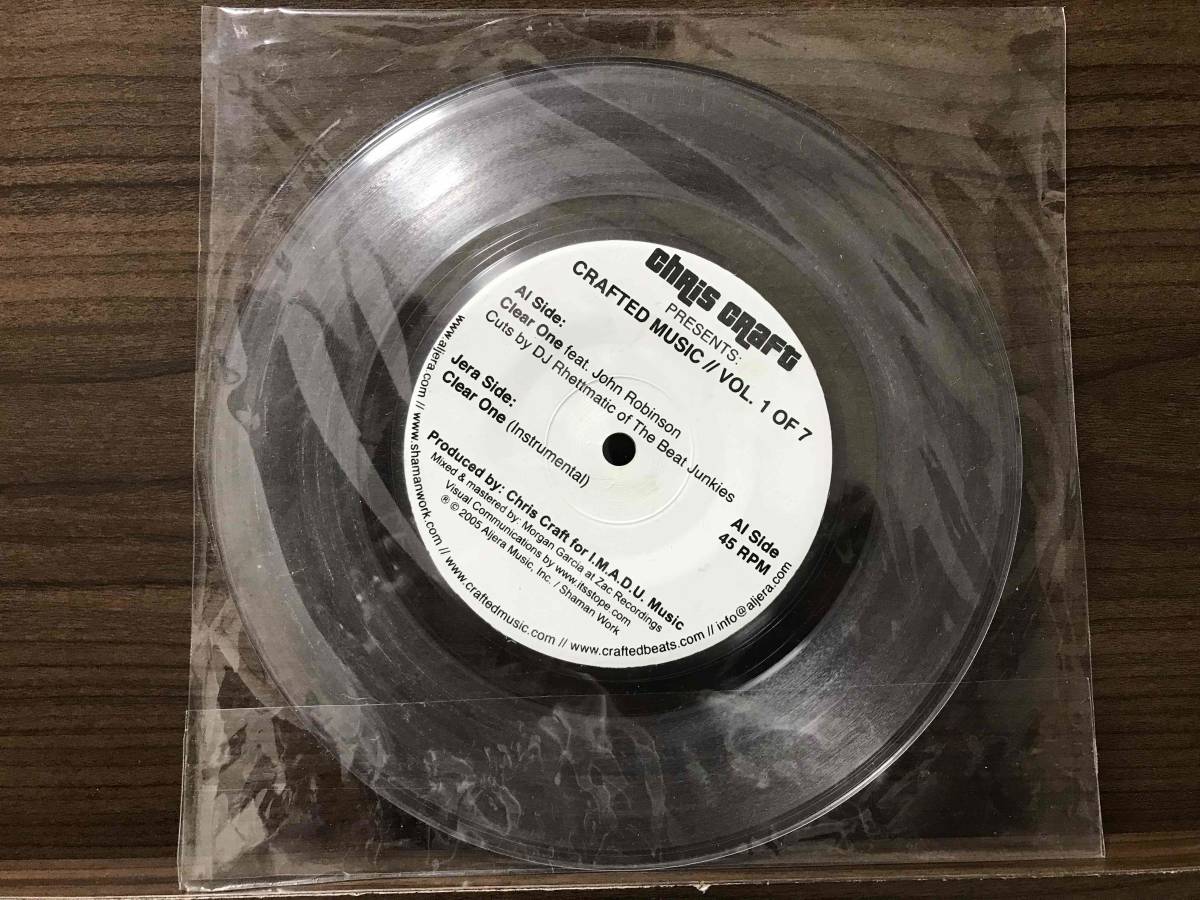 CHRIS CRAFT
PRESENTS:
CRAFTED MUSIC // VOL. 1 OF 7
Al Side:
Clear One feat. John Robinson
Cuts by DJ Rhettmatic of The Beat Junkies
Jera Side:
Clear One (Instrumental)
Al Side
45 RPM
Produced by: Chris Craft for I.M.A.D.U. Music
Mixed & mastered by: Morgan Garcia at Zac Recordings
Visual Communications by www.itsstope.com
® © 2005 Aljera Music, Inc. / Shaman Work
www.aljera.com // www.shamanwork.com // www.craftedmusic.com // www.craftedbeats.com // info@aljera.com